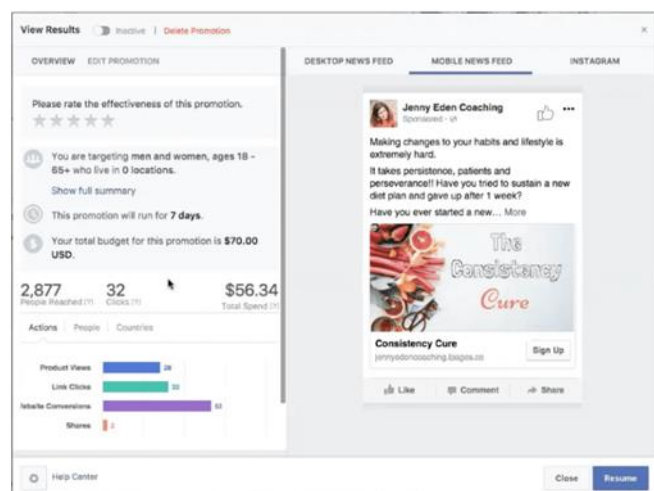 View Results Inactive | Delete Promotion ×
OVERVIEW EDIT PROMOTION
Please rate the effectiveness of this promotion.
You are targeting men and women, ages 18 –
65+ who live in 0 locations.
Show full summary
This promotion will run for 7 days.
Your total budget for this promotion is $70.00
USD.
2,877 32 $56.34
People Reached [?] Clicks [?] Total Spend [?]
Actions People Countries
Product Views 28
Link Clicks 32
ebsite Conversions
Shares 2
Help Center
DESKTOP NEWS FEED MOBILE NEWS FEED INSTAGRAM
Jenny Eden Coaching
Sponsored
Making changes to your habits and lifestyle is
extremely hard.
It takes persistence, patients and
perseverance!! Have you tried to sustain a new
diet plan and gave up after 1 week?
Have you ever started a new... More
The
Consistency
Cure
Consistency Cure
jennyedencoaching.lpages.co
Sign Up
Like Comment Share
Close Resume